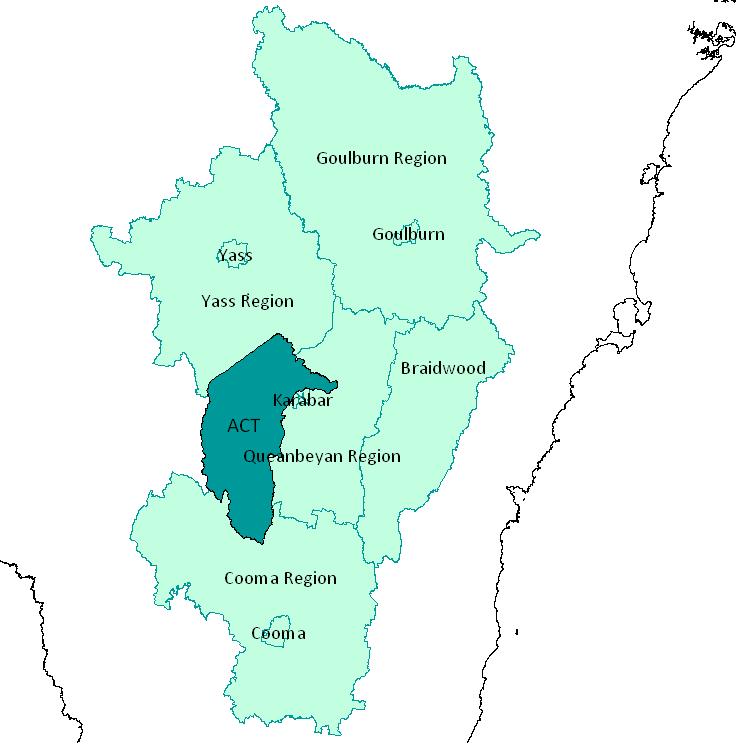 Goulburn Region
Goulburn
Yass
Yass Region
Braidwood
Karabar
ACT
Queanbeyan Region
Cooma Region
Cooma